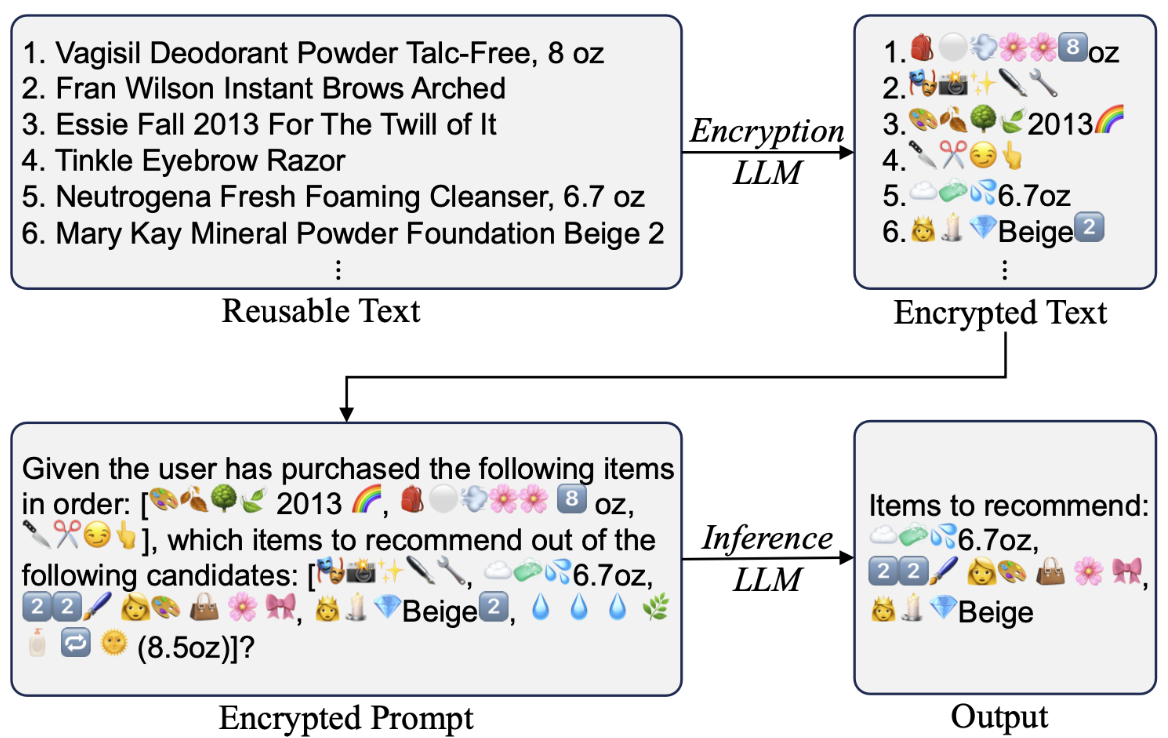 1. Vagisil Deodorant Powder Talc-Free, 8 oz
2. Fran Wilson Instant Brows Arched
3. Essie Fall 2013 For The Twill of It
4. Tinkle Eyebrow Razor
5. Neutrogena Fresh Foaming Cleanser, 6.7 oz
6. Mary Kay Mineral Powder Foundation Beige 2
⋮
Reusable Text
Encryption
LLM
1.🎒⚪💨🌸🌸8️⃣oz
2.🎭📸✨🖋️🔧
3.🎨🍂🌳🌿2013🌈
4.🔪✂️😏👆
5.☁️🧼💦6.7oz
6.👸🕯️💎Beige2️⃣
⋮
Encrypted Text
Given the user has purchased the following items
in order: [🎨🍂🌳🌿 2013 🌈, 🎒⚪💨🌸🌸 8️⃣ oz,
🔪✂️😏👆], which items to recommend out of the
following candidates: [🎭📸✨🖋️🔧, ☁️🧼💦6.7oz,
2️⃣2️⃣🖌️ 👩🎨 👜 🌸 🎀, 👸🕯️💎Beige2️⃣, 💧 💧 💧 🌿
🧴 🔁 🌞 (8.5oz)]?
Encrypted Prompt
Inference
LLM
Items to recommend:
☁️🧼💦6.7oz,
2️⃣2️⃣🖌️ 👩🎨 👜 🌸 🎀,
👸🕯️💎Beige
Output